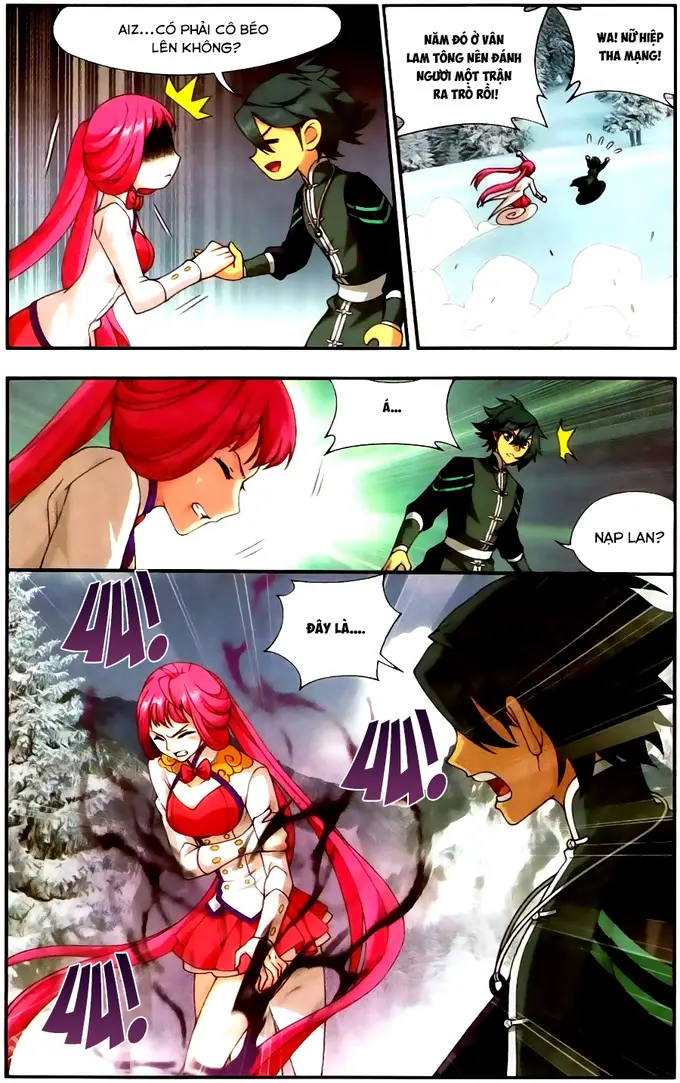 AIZ...CÓ PHẢI CÔ BÉO
LÊN KHÔNG?
NĂM ĐÓ Ở VÂN
LAM TÔNG NÊN ĐÁNH
NGƯỜI MỘT TRẬN
RA TRÒ RỒI!
WA! NỮ HIỆP
THA MẠNG!
Á...
NẠP LAN?
UU!
ĐÂY LÀ....
UU!
UU!